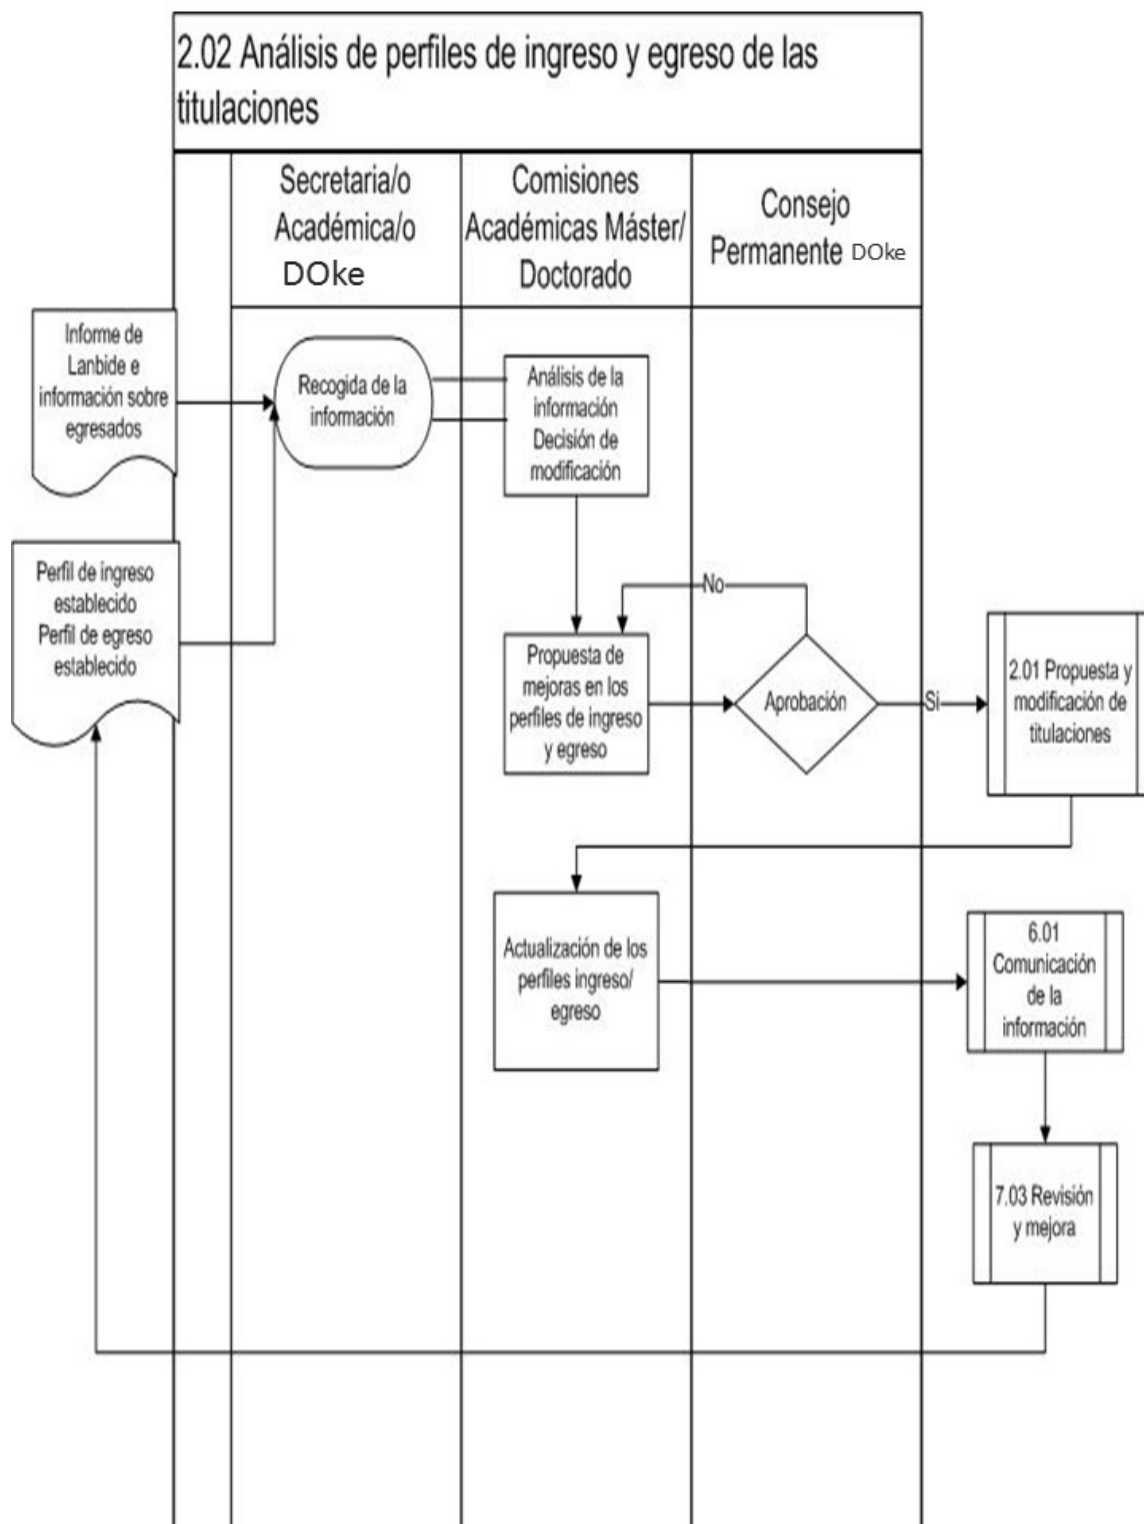 2.02 Análisis de perfiles de ingreso y egreso de las
titulaciones
Secretaria/o
Académica/o
DOke
Comisiones
Académicas Máster/
Doctorado
Consejo
Permanente DOke
Informe de
Lanbide e
información sobre
egresados
Recogida de la
información
Análisis de la
información
Decisión de
modificación
Perfil de ingreso
establecido
Perfil de egreso
establecido
No
Propuesta de
mejoras en los
perfiles de ingreso
y egreso
Aprobación
Si
2.01 Propuesta y
modificación de
titulaciones
Actualización de los
perfiles ingreso/
egreso
6.01
Comunicación
de la
información
7.03 Revisión
y mejora